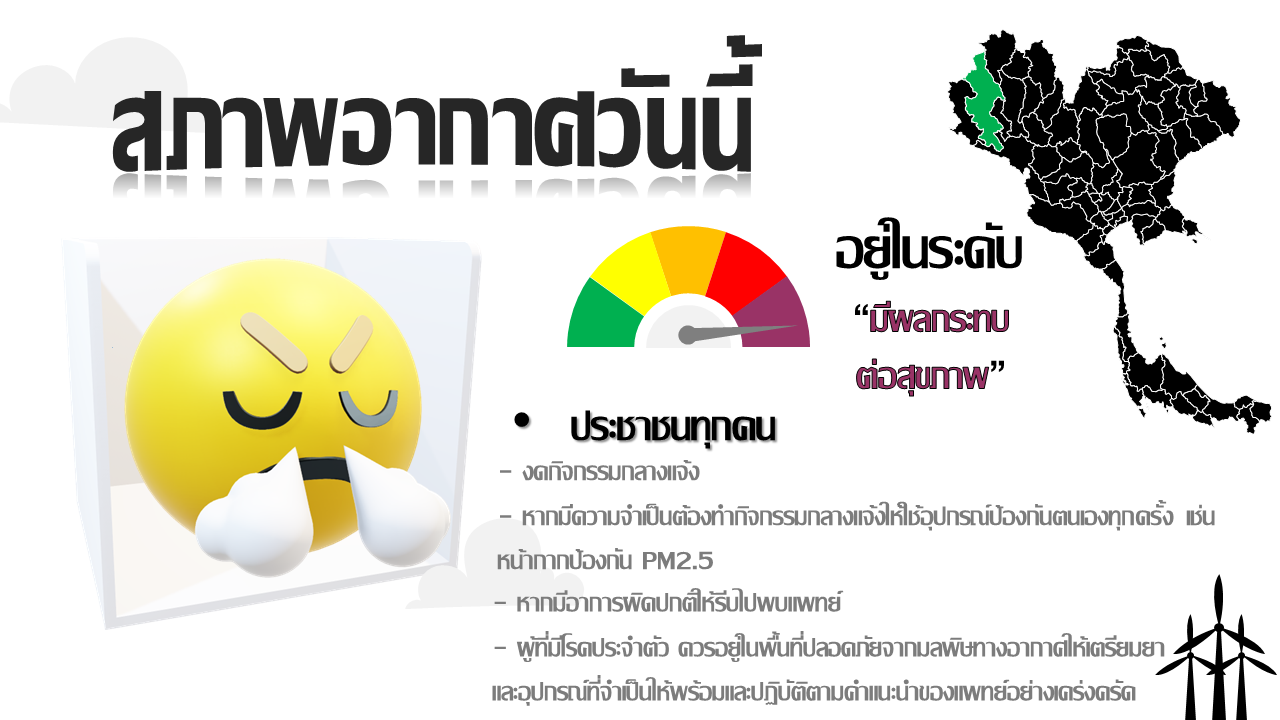 สภาพอากาศวันนี้
อยู่ในระดับ
“มีผลกระทบ
ต่อสุขภาพ”
• ประชาชนทุกคน
- งดกิจกรรมกลางแจ้ง
- หากมีความจำเป็นต้องทำกิจกรรมกลางแจ้งให้ใช้อุปกรณ์ป้องกันตนเองทุกครั้ง เช่น
หน้ากากป้องกัน PM2.5
- หากมีอาการผิดปกติให้รีบไปพบแพทย์
- ผู้ที่มีโรคประจำตัว ควรอยู่ในพื้นที่ปลอดภัยจากมลพิษทางอากาศให้เตรียมยา
และอุปกรณ์ที่จำเป็นให้พร้อมและปฏิบัติตามคำแนะนำของแพทย์อย่างเคร่งครัด